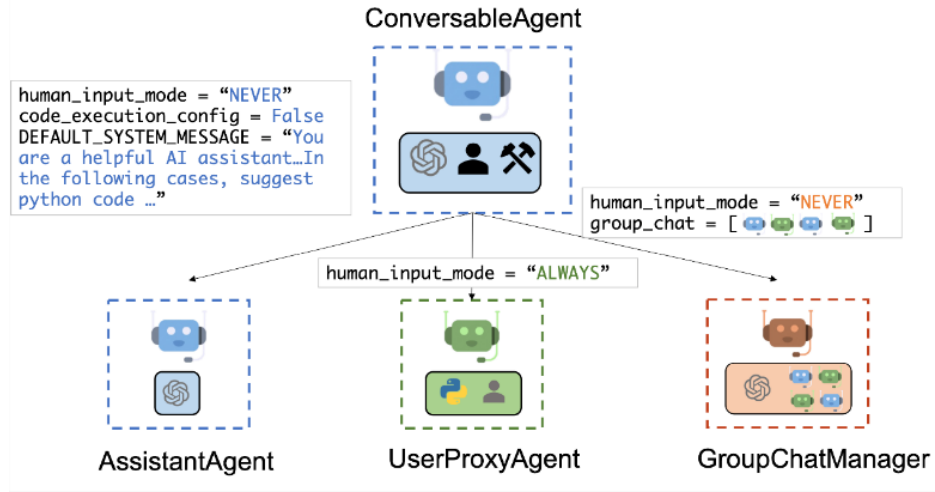 ConversableAgent
human_input_mode = “NEVER”
code_execution_config = False
DEFAULT_SYSTEM_MESSAGE = “You
are a helpful AI assistant…In
the following cases, suggest
python code …”
human_input_mode = “NEVER”
group_chat = [ ]
human_input_mode = “ALWAYS”
AssistantAgent
UserProxyAgent
GroupChatManager